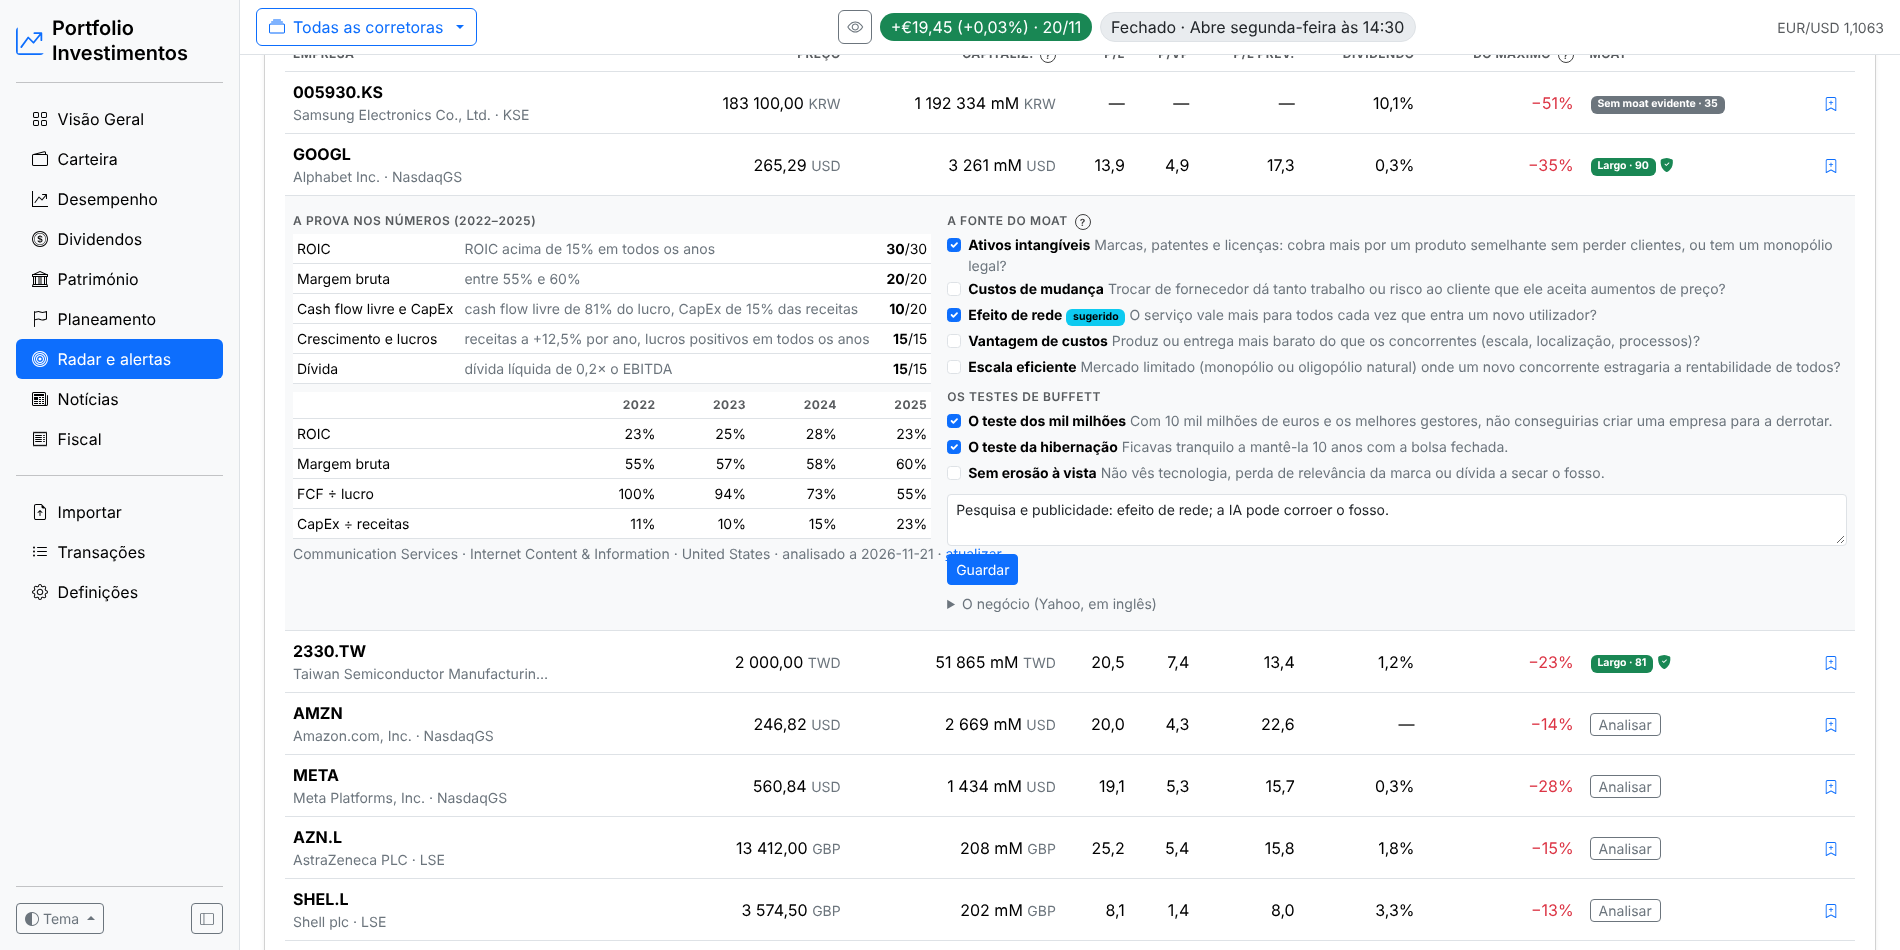 Portfolio
Investimentos
Visão Geral
Carteira
Desempenho
Dividendos
Património
Planeamento
Radar e alertas
Notícias
Fiscal
Importar
Transações
Definições
Tema
Todas as corretoras
+€19,45 (+0,03%) · 20/11
Fechado · Abre segunda-feira às 14:30
EUR/USD 1,1063
EMPRESA PREÇO CAPITALIZ. ? P/L P/VP P/L PREV. DIVIDENDO DO MÁXIMO ? MOAT
005930.KS
Samsung Electronics Co., Ltd. · KSE
183 100,00 KRW 1 192 334 mM KRW — — — 10,1% −51% Sem moat evidente · 35
GOOGL
Alphabet Inc. · NasdaqGS
265,29 USD 3 261 mM USD 13,9 4,9 17,3 0,3% −35% Largo · 90
A PROVA NOS NÚMEROS (2022–2025)
ROIC ROIC acima de 15% em todos os anos 30/30
Margem bruta entre 55% e 60% 20/20
Cash flow livre e CapEx cash flow livre de 81% do lucro, CapEx de 15% das receitas 10/20
Crescimento e lucros receitas a +12,5% por ano, lucros positivos em todos os anos 15/15
Dívida dívida líquida de 0,2× o EBITDA 15/15
2022 2023 2024 2025
ROIC 23% 25% 28% 23%
Margem bruta 55% 57% 58% 60%
FCF ÷ lucro 100% 94% 73% 55%
CapEx ÷ receitas 11% 10% 15% 23%
Communication Services · Internet Content & Information · United States · analisado a 2026-11-21 · atualizar
A FONTE DO MOAT ?
Ativos intangíveis Marcas, patentes e licenças: cobra mais por um produto semelhante sem perder clientes, ou tem um monopólio
legal?
Custos de mudança Trocar de fornecedor dá tanto trabalho ou risco ao cliente que ele aceita aumentos de preço?
Efeito de rede sugerido O serviço vale mais para todos cada vez que entra um novo utilizador?
Vantagem de custos Produz ou entrega mais barato do que os concorrentes (escala, localização, processos)?
Escala eficiente Mercado limitado (monopólio ou oligopólio natural) onde um novo concorrente estragaria a rentabilidade de todos?
OS TESTES DE BUFFETT
O teste dos mil milhões Com 10 mil milhões de euros e os melhores gestores, não conseguirias criar uma empresa para a derrotar.
O teste da hibernação Ficavas tranquilo a mantê-la 10 anos com a bolsa fechada.
Sem erosão à vista Não vês tecnologia, perda de relevância da marca ou dívida a secar o fosso.
Pesquisa e publicidade: efeito de rede; a IA pode corroer o fosso.
Guardar
O negócio (Yahoo, em inglês)
2330.TW
Taiwan Semiconductor Manufacturin...
2 000,00 TWD 51 865 mM TWD 20,5 7,4 13,4 1,2% −23% Largo · 81
AMZN
Amazon.com, Inc. · NasdaqGS
246,82 USD 2 669 mM USD 20,0 4,3 22,6 — −14% Analisar
META
Meta Platforms, Inc. · NasdaqGS
560,84 USD 1 434 mM USD 19,1 5,3 15,7 0,3% −28% Analisar
AZN.L
AstraZeneca PLC · LSE
13 412,00 GBP 208 mM GBP 25,2 5,4 15,8 1,8% −15% Analisar
SHEL.L
Shell plc · LSE
3 574,50 GBP 202 mM GBP 8,1 1,4 8,0 3,3% −13% Analisar